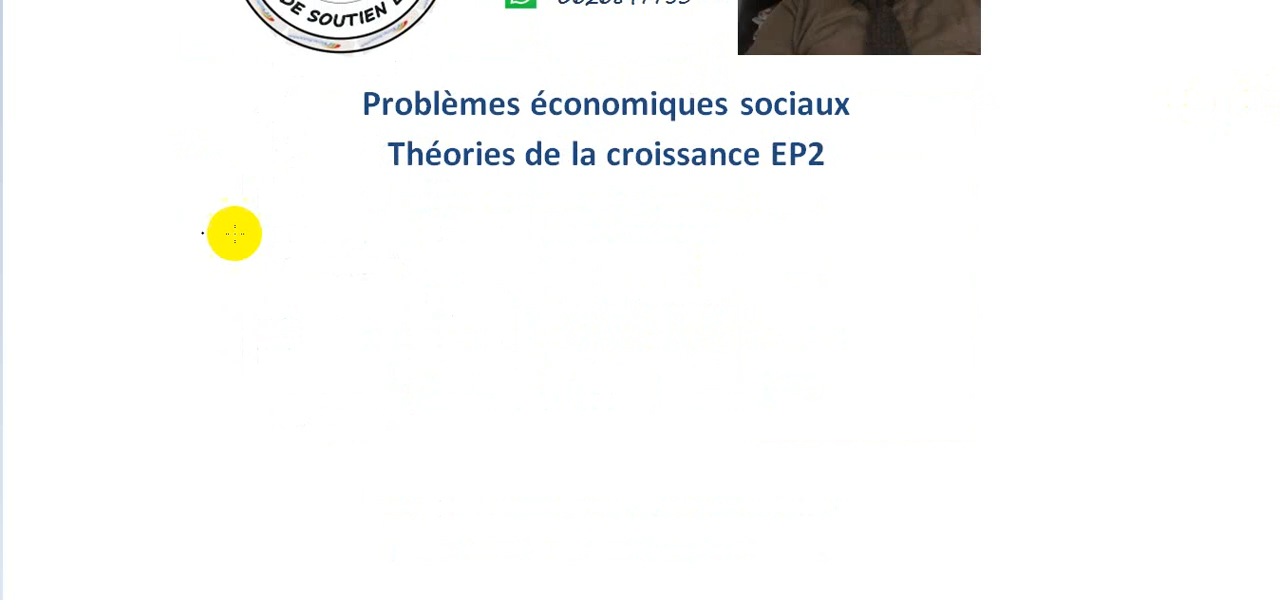 DE SOUTIEN
Problèmes économiques sociaux
Théories de la croissance EP2